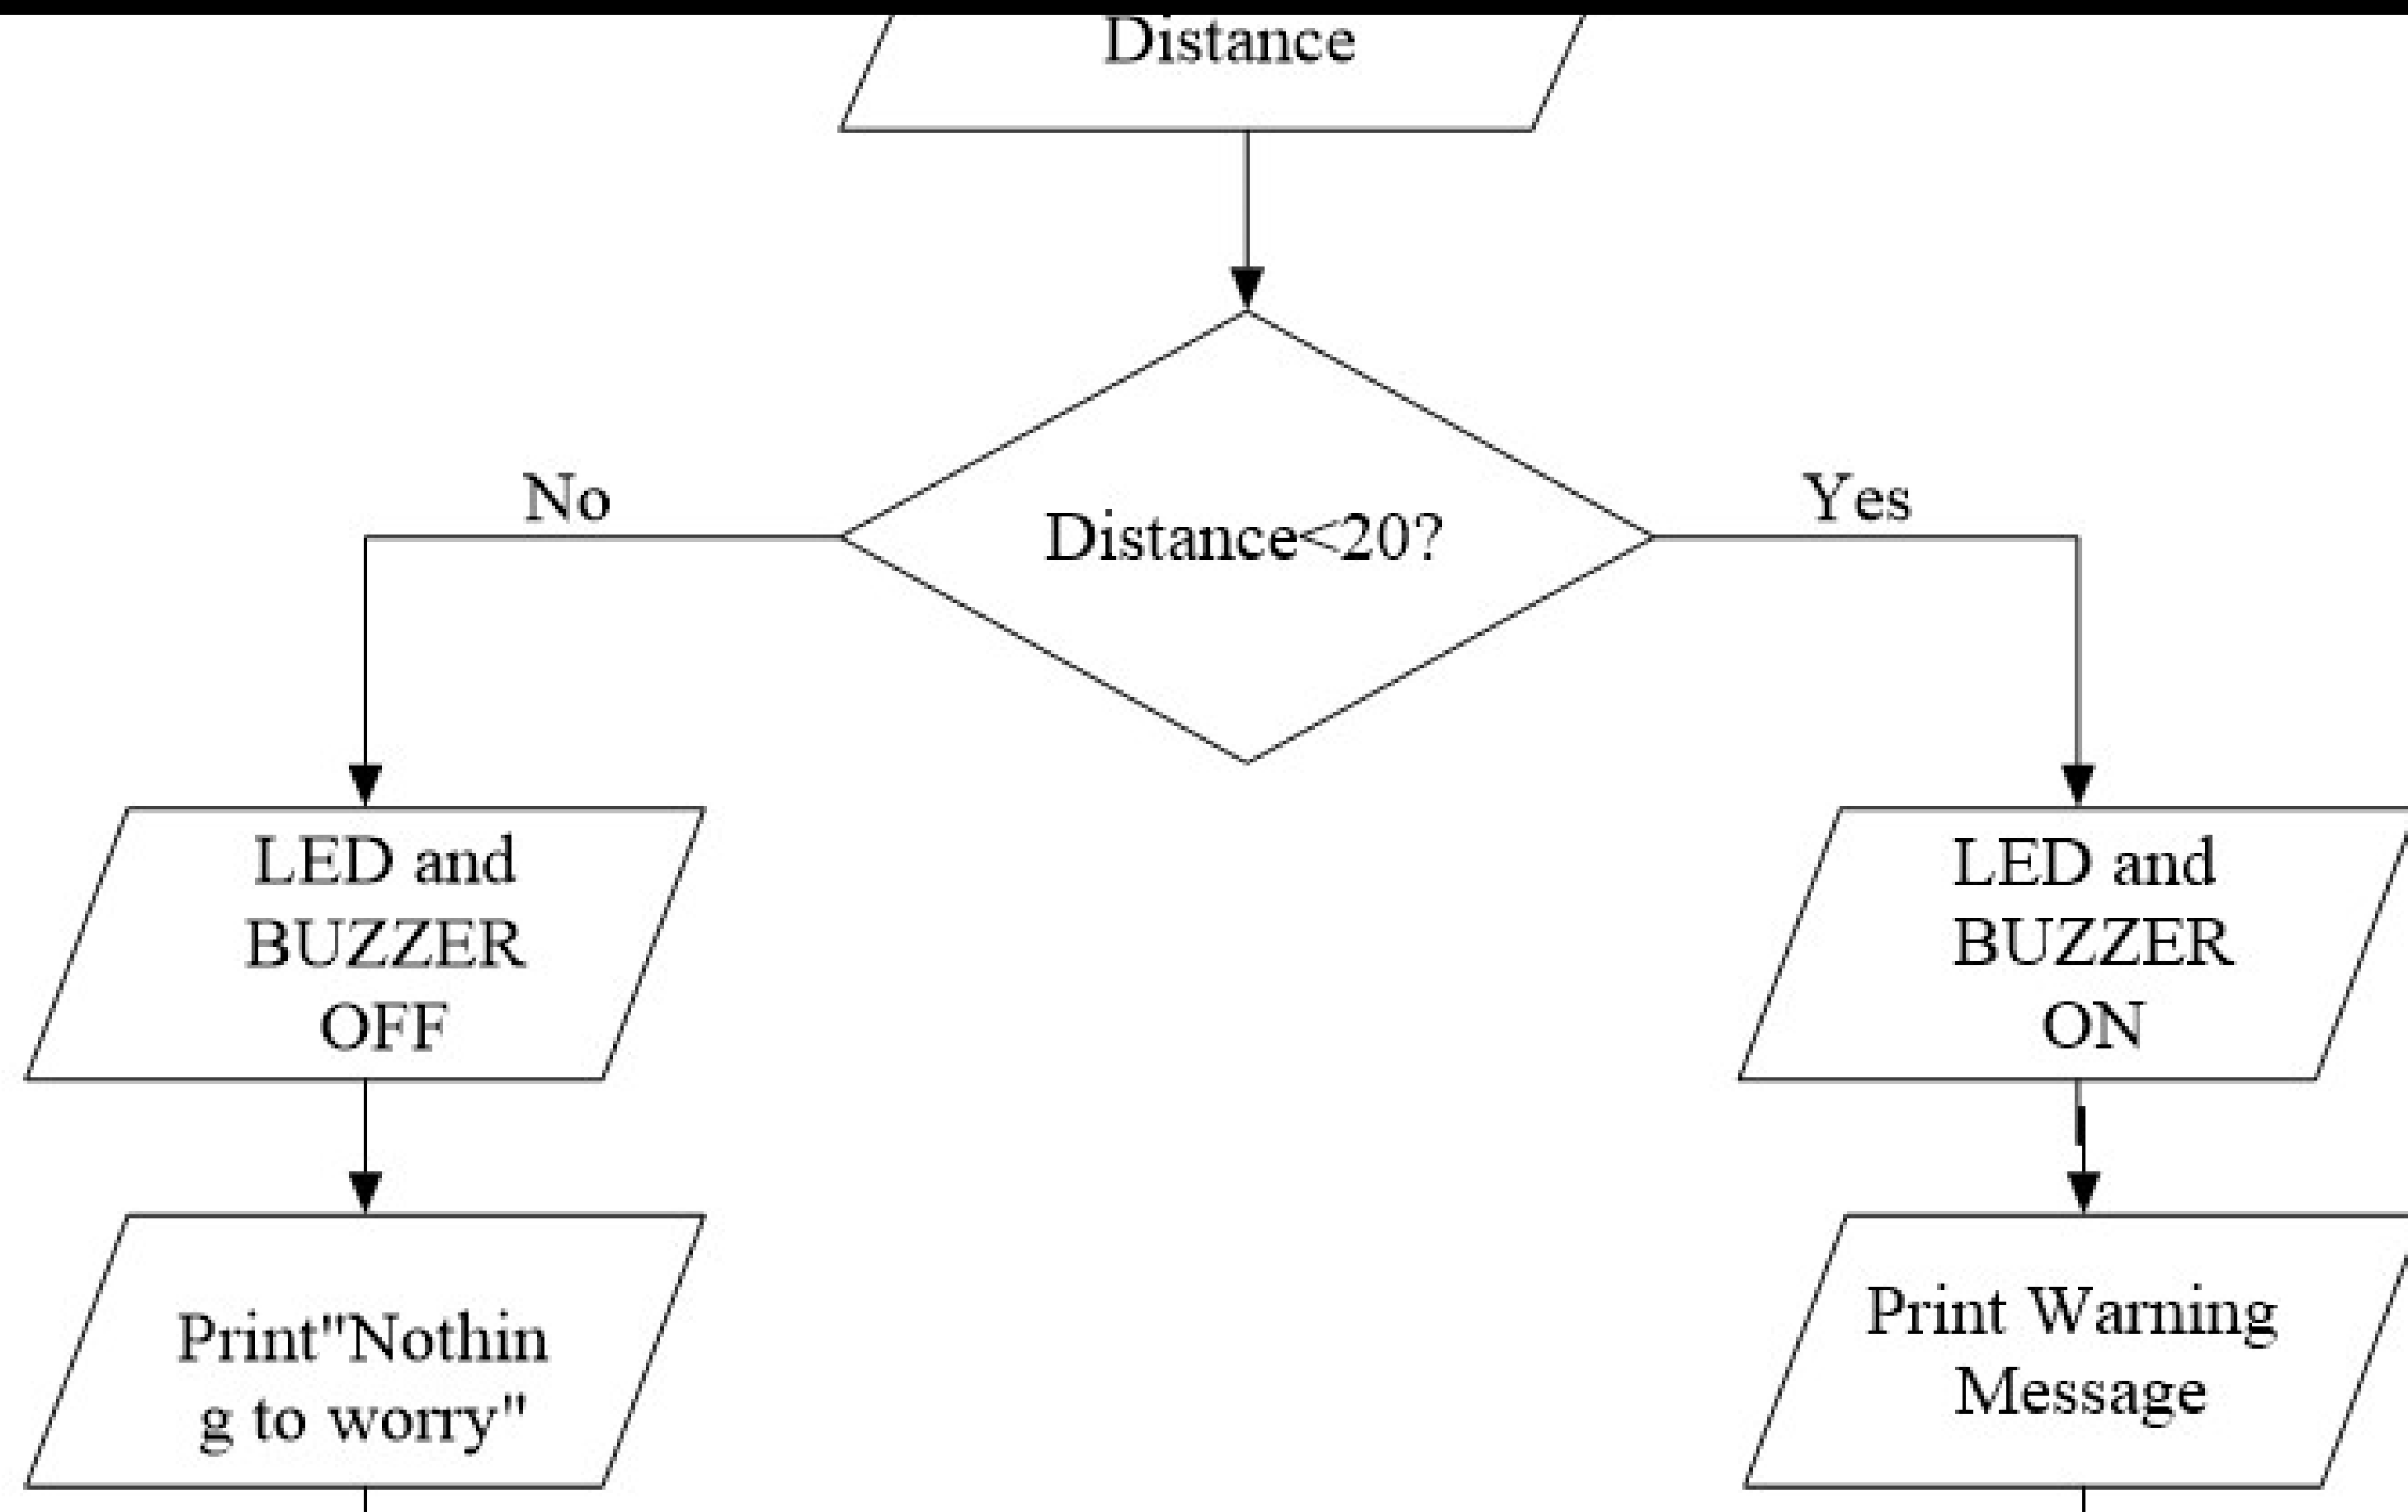 Distance
No
Distance<20?
Yes
LED and
BUZZER
OFF
LED and
BUZZER
ON
Print"Nothin
g to worry"
Print Warning
Message